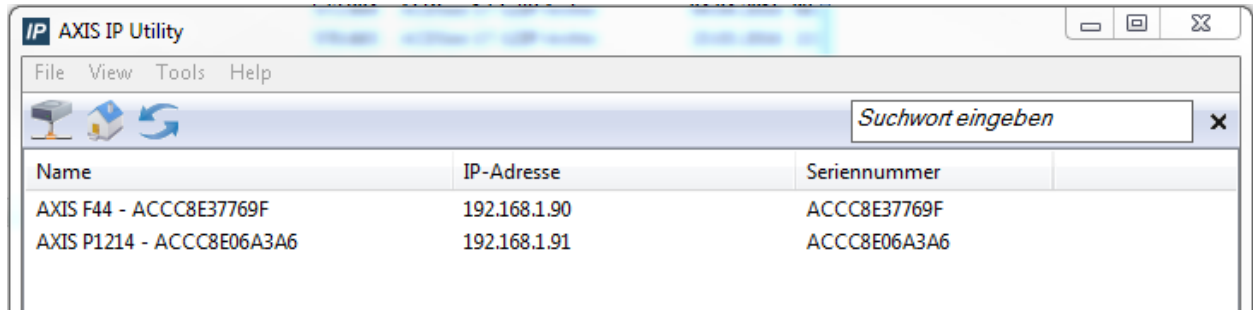 IP AXIS IP Utility
File View Tools Help
Suchwort eingeben
Name IP-Adresse Seriennummer
AXIS F44 - ACCC8E37769F 192.168.1.90 ACCC8E37769F
AXIS P1214 - ACCC8E06A3A6 192.168.1.91 ACCC8E06A3A6